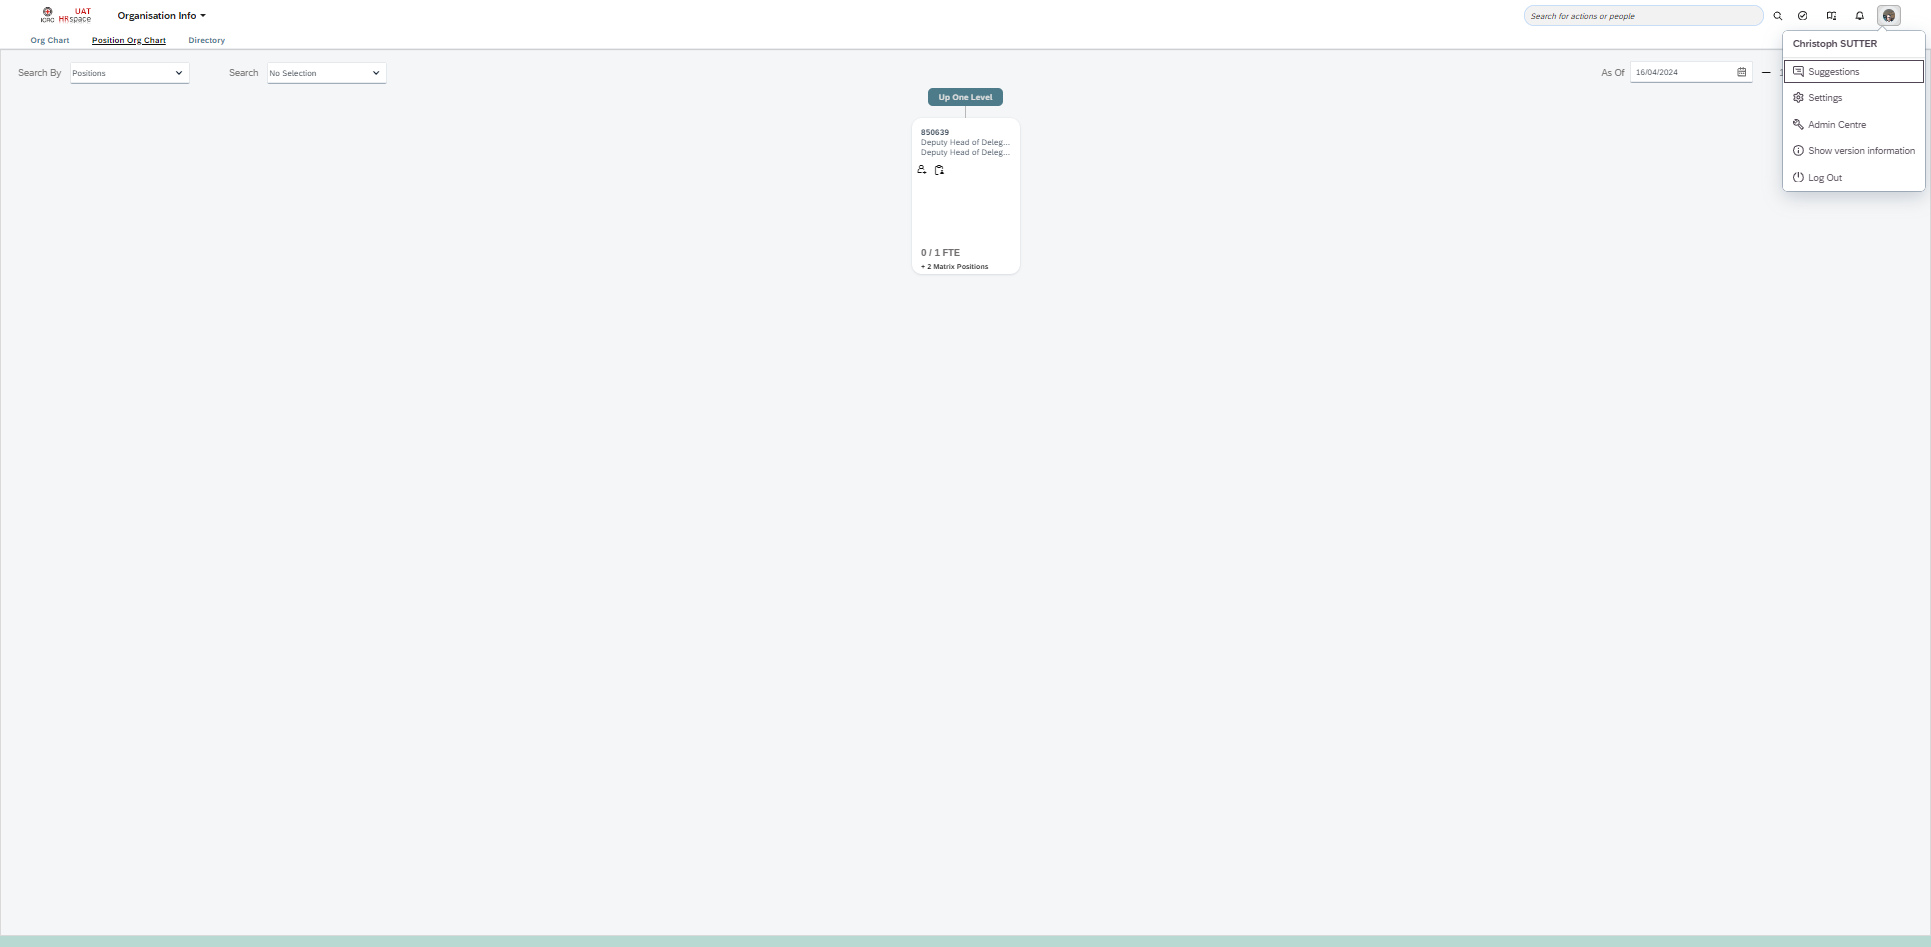 ICRC
UAT
HRspace
Organisation Info
Search for actions or people
Org Chart
Position Org Chart
Directory
Christoph SUTTER
Search By
Positions
Search
No Selection
As Of
16/04/2024
Suggestions
Settings
Admin Centre
Show version information
Log Out
Up One Level
850639
Deputy Head of Deleg...
Deputy Head of Deleg...
0 / 1 FTE
+ 2 Matrix Positions